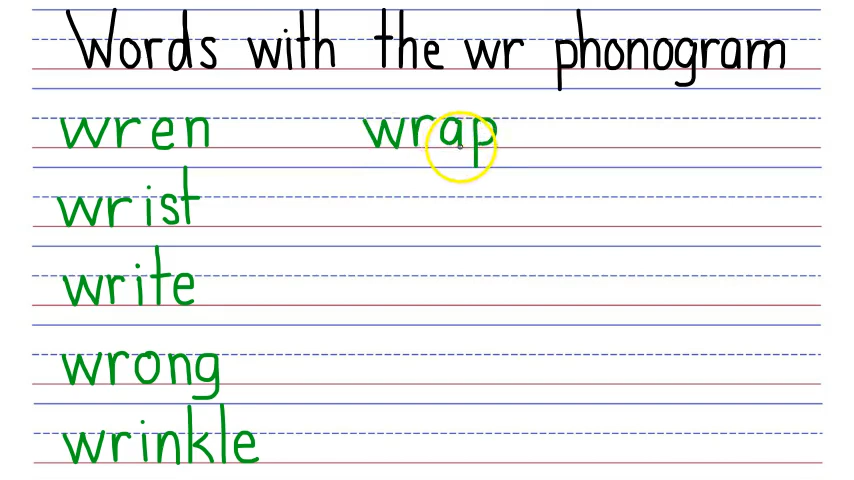 Words with the wr phonogram
wren wrap
wrist
write
wrong
wrinkle